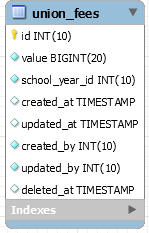 union_fees
id INT(10)
value BIGINT(20)
school_year_id INT(10)
created_at TIMESTAMP
updated_at TIMESTAMP
created_by INT(10)
updated_by INT(10)
deleted_at TIMESTAMP
Indexes